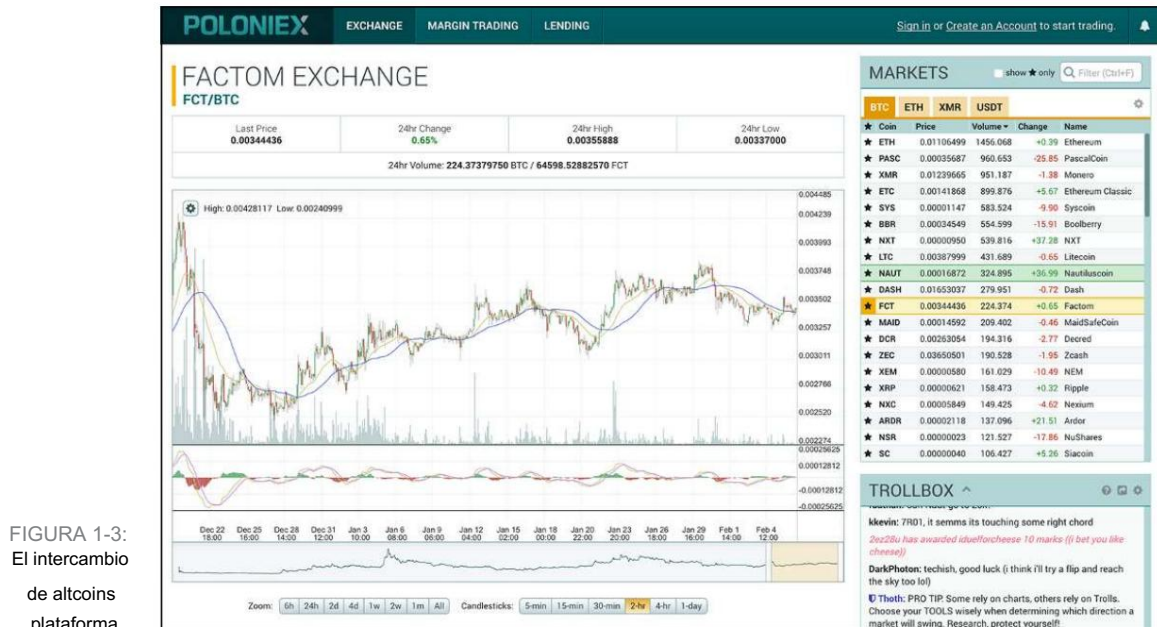 POLONIEX EXCHANGE MARGIN TRADING LENDING Sign in or Create an Account to start trading.
FACTOM EXCHANGE
FCT/BTC
Last Price 24hr Change 24hr High 24hr Low
0.00344436 0.65% 0.00355888 0.00337000
24hr Volume: 224.37379750 BTC / 64598.52882570 FCT
High: 0.00428117 Low: 0.00240999
0.004485
0.004239
0.003993
0.003748
0.003502
0.003257
0.003011
0.002766
0.002520
0.002274
0.00025625
0.00012812
-0.00012812
-0.00025625
Dec 22 Dec 25 Dec 28 Dec 31 Jan 3 Jan 6 Jan 9 Jan 12 Jan 15 Jan 18 Jan 20 Jan 23 Jan 26 Jan 29 Feb 1 Feb 4
18:00 16:00 14:00 12:00 10:00 08:00 06:00 04:00 02:00 00:00 22:00 20:00 18:00 16:00 14:00 12:00
Zoom: 6h 24h 2d 4d 1w 2w 1m All Candlesticks: 5-min 15-min 30-min 2-hr 4-hr 1-day
MARKETS show ★ only Filter (Ctrl+F)
BTC ETH XMR USDT
★ Coin Price Volume Change Name
★ ETH 0.01106499 1456.068 +0.39 Ethereum
★ PASC 0.00035687 960.653 -25.85 PascalCoin
★ XMR 0.01239665 951.187 -1.38 Monero
★ ETC 0.00141868 899.876 +5.67 Ethereum Classic
★ SYS 0.00001147 583.524 -9.90 Syscoin
★ BBR 0.00034549 554.599 -15.91 Boolberry
★ NXT 0.00000950 539.816 +37.28 NXT
★ LTC 0.00387999 431.689 -0.65 Litecoin
★ NAUT 0.00016872 324.895 +36.99 Nautiluscoin
★ DASH 0.01653037 279.951 -0.72 Dash
★ FCT 0.00344436 224.374 +0.65 Factom
★ MAID 0.00014592 209.402 -0.46 MaidSafeCoin
★ DCR 0.00263054 194.316 -2.77 Decred
★ ZEC 0.03650501 190.528 -1.95 Zcash
★ XEM 0.00000580 161.029 -10.49 NEM
★ XRP 0.00000621 158.473 +0.32 Ripple
★ NXC 0.00005849 149.425 -4.62 Nexium
★ ARDR 0.00002118 137.096 +21.51 Ardor
★ NSR 0.00000023 121.527 -17.86 NuShares
★ SC 0.00000040 106.427 +5.26 Siacoin
TROLLBOX
kkevin: 7R01, it semms its touching some right chord
2ez28u has awarded iduelforcheese 10 marks ((i bet you like
cheese))
DarkPhoton: techish, good luck (i think i'll try a flip and reach
the sky too lol)
Thoth: PRO TIP. Some rely on charts, others rely on Trolls.
Choose your TOOLS wisely when determining which direction a
market will swing. Research, protect yourself!
FIGURA 1-3:
El intercambio
de altcoins
plataforma